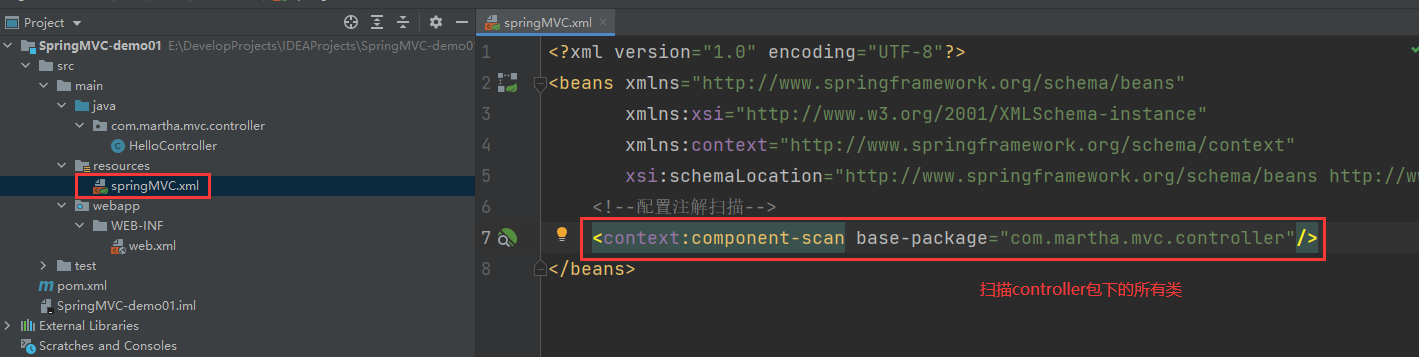 Project
springMVC.xml
SpringMVC-demo01 E:\DevelopProjects\IDEAProjects\SpringMVC-demo01
src
main
java
com.martha.mvc.controller
HelloController
resources
springMVC.xml
webapp
WEB-INF
web.xml
test
pom.xml
SpringMVC-demo01.iml
External Libraries
Scratches and Consoles
1 <?xml version="1.0" encoding="UTF-8"?>
2 <beans xmlns="http://www.springframework.org/schema/beans"
3 xmlns:xsi="http://www.w3.org/2001/XMLSchema-instance"
4 xmlns:context="http://www.springframework.org/schema/context"
5 xsi:schemaLocation="http://www.springframework.org/schema/beans http://ww
6 <!--配置注解扫描-->
7 <context:component-scan base-package="com.martha.mvc.controller"/>
8 </beans>
扫描controller包下的所有类